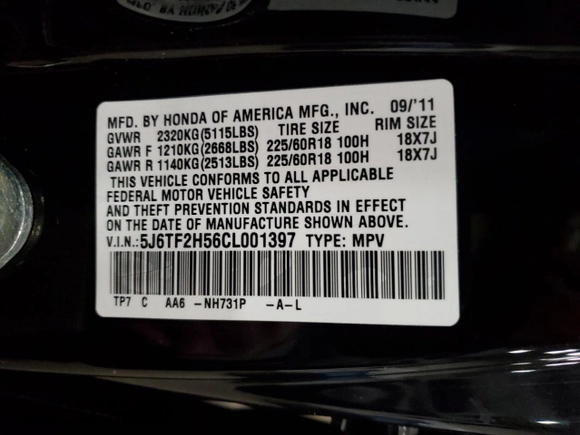 MFD. BY HONDA OF AMERICA MFG., INC. 09/'11
GVWR 2320KG(5115LBS) TIRE SIZE RIM SIZE
GAWR F 1210KG(2668LBS) 225/60R18 100H 18X7J
GAWR R 1140KG(2513LBS) 225/60R18 100H 18X7J
THIS VEHICLE CONFORMS TO ALL APPLICABLE
FEDERAL MOTOR VEHICLE SAFETY
AND THEFT PREVENTION STANDARDS IN EFFECT
ON THE DATE OF MANUFACTURE SHOWN ABOVE.
V.I.N.:5J6TF2H56CL001397 TYPE: MPV
TP7 C AA6 -NH731P -A-L